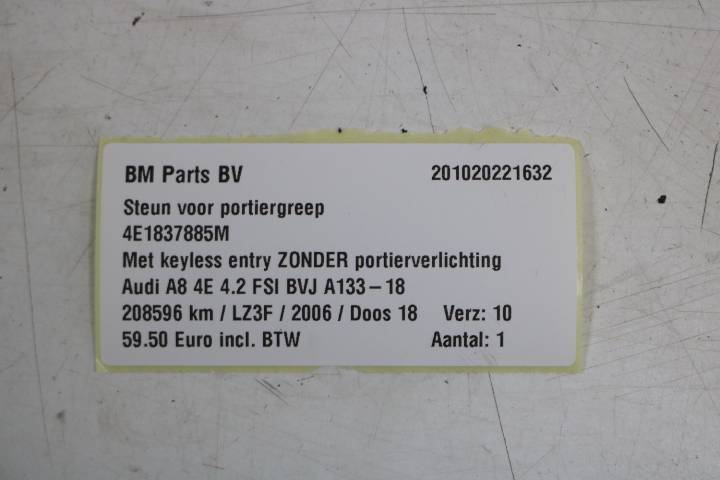 BM Parts BV 201020221632
Steun voor portiergreep
4E1837885M
Met keyless entry ZONDER portierverlichting
Audi A8 4E 4.2 FSI BVJ A133-18
208596 km / LZ3F / 2006 / Doos 18 Verz: 10
59.50 Euro incl. BTW Aantal: 1